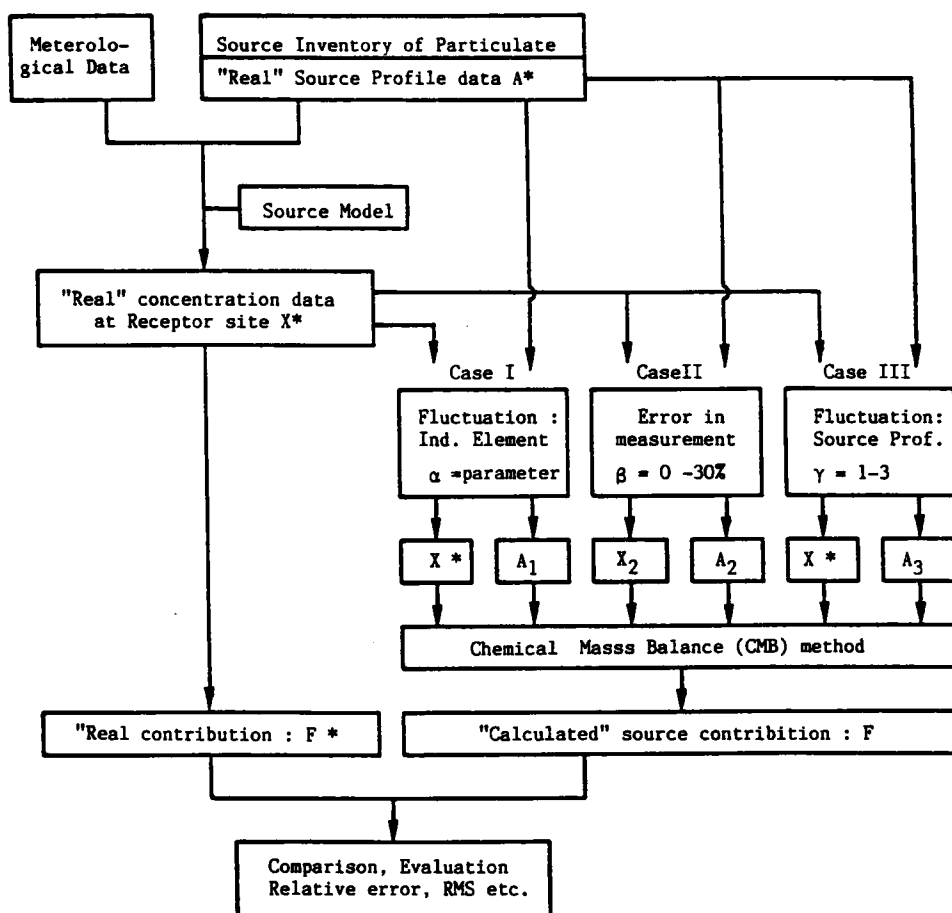 Meterolo-
gical Data
Source Inventory of Particulate
"Real" Source Profile data A*
Source Model
"Real" concentration data
at Receptor site X*
Case I
CaseII
Case III
Fluctuation :
Ind. Element
α =parameter
Error in
measurement
β = 0 -30%
Fluctuation:
Source Prof.
γ = 1-3
X *
A1
X2
A2
X *
A3
Chemical Masss Balance (CMB) method
"Real contribution : F *
"Calculated" source contribition : F
Comparison, Evaluation
Relative error, RMS etc.